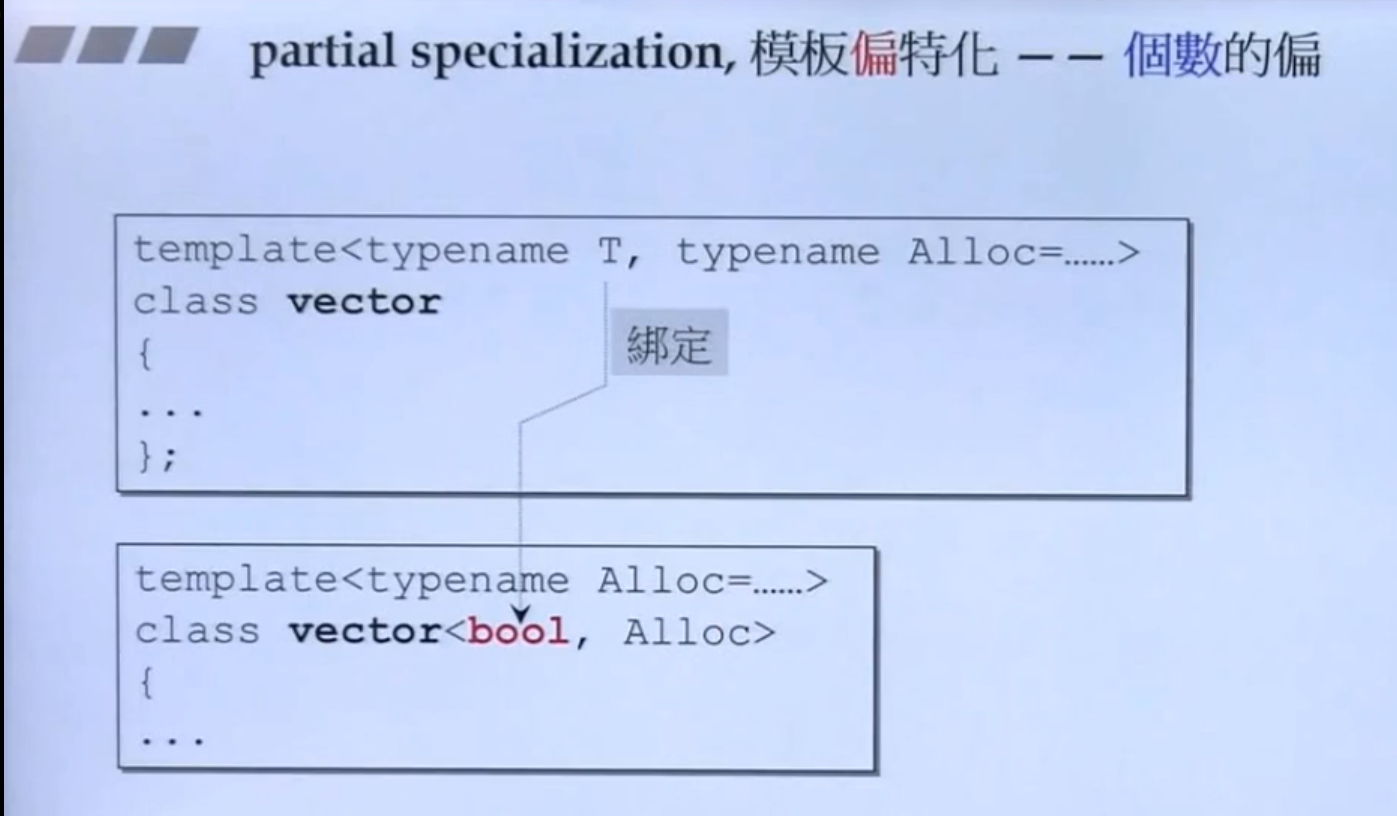 partial specialization, 模板偏特化 —— 個數的偏
template<typename T, typename Alloc=......>
class vector
{
綁定
...
};
template<typename Alloc=......>
class vector<bool, Alloc>
{
...